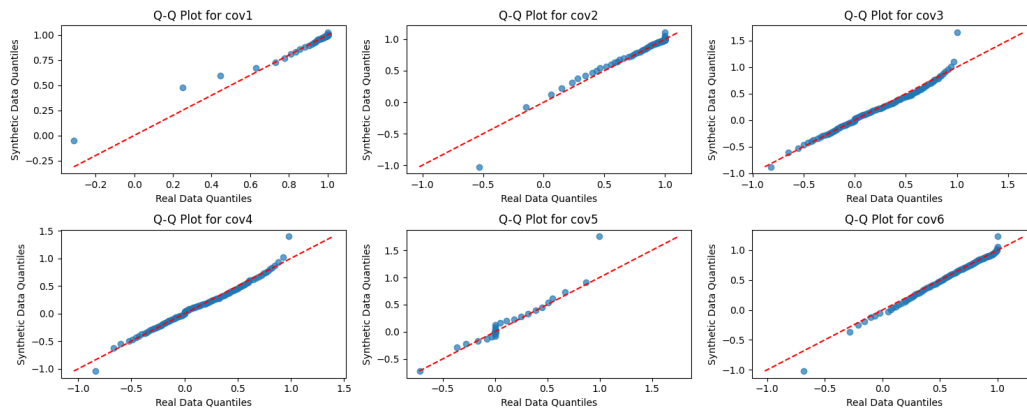 Q-Q Plot for cov1
Synthetic Data Quantiles
1.00
0.75
0.50
0.25
0.00
−0.25
−0.2 0.0 0.2 0.4 0.6 0.8 1.0
Real Data Quantiles
Q-Q Plot for cov2
Synthetic Data Quantiles
1.0
0.5
0.0
−0.5
−1.0
−1.0 −0.5 0.0 0.5 1.0
Real Data Quantiles
Q-Q Plot for cov3
Synthetic Data Quantiles
1.5
1.0
0.5
0.0
−0.5
−1.0
−1.0 −0.5 0.0 0.5 1.0 1.5
Real Data Quantiles
Q-Q Plot for cov4
Synthetic Data Quantiles
1.5
1.0
0.5
0.0
−0.5
−1.0
−1.0 −0.5 0.0 0.5 1.0 1.5
Real Data Quantiles
Q-Q Plot for cov5
Synthetic Data Quantiles
1.5
1.0
0.5
0.0
−0.5
−0.5 0.0 0.5 1.0 1.5
Real Data Quantiles
Q-Q Plot for cov6
Synthetic Data Quantiles
1.0
0.5
0.0
−0.5
−1.0
−1.0 −0.5 0.0 0.5 1.0
Real Data Quantiles